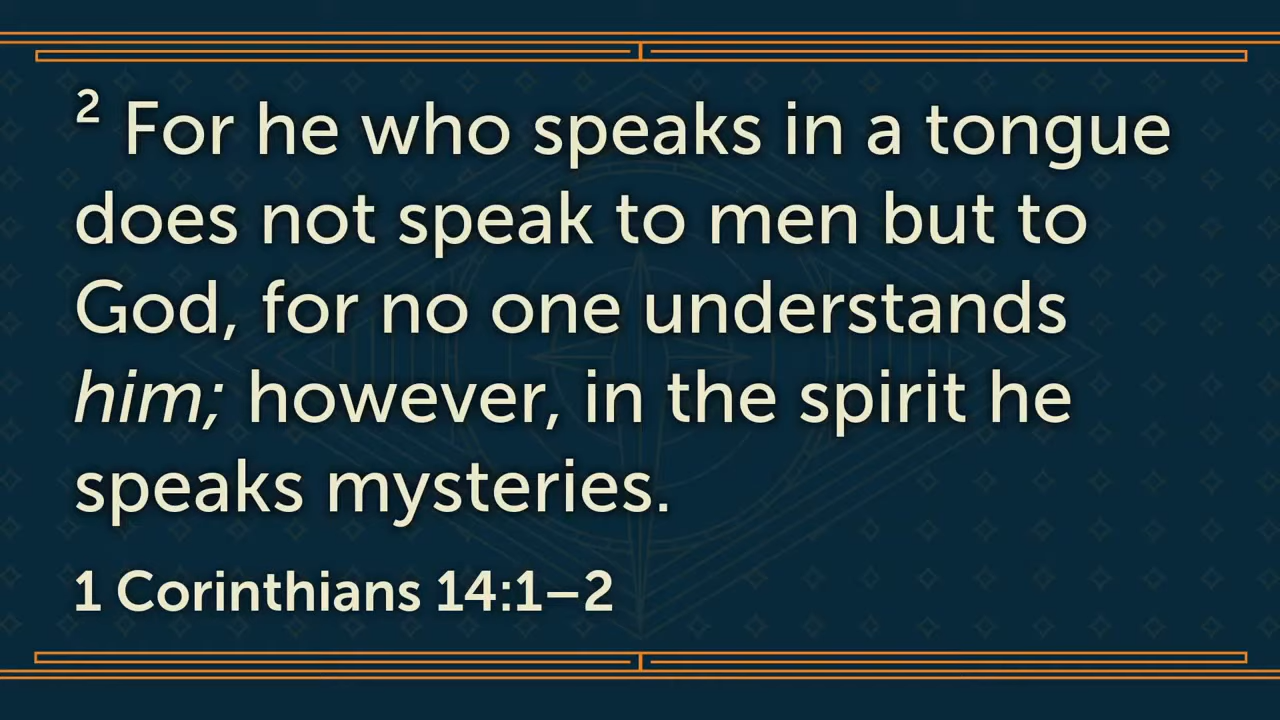 2 For he who speaks in a tongue
does not speak to men but to
God, for no one understands
him; however, in the spirit he
speaks mysteries.
1 Corinthians 14:1–2